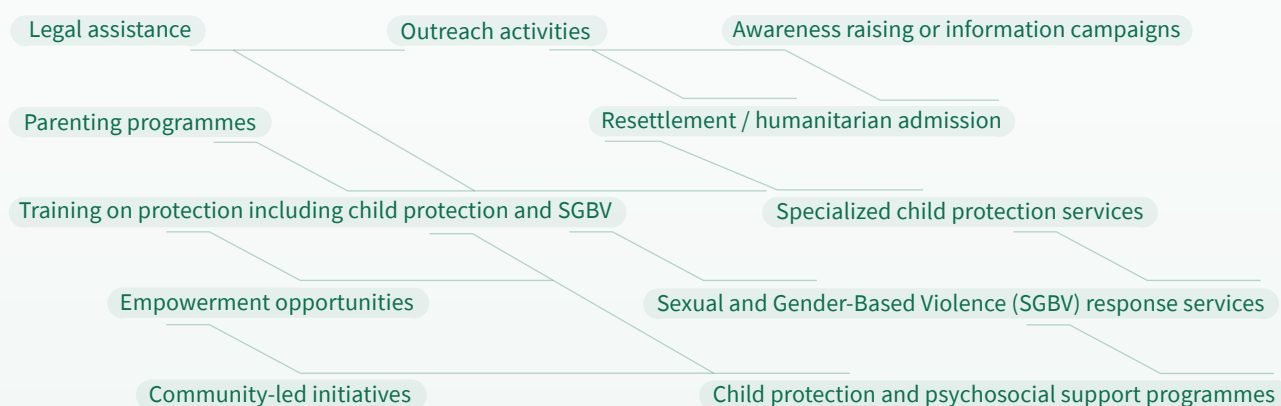 Legal assistance
Outreach activities
Awareness raising or information campaigns
Parenting programmes
Resettlement / humanitarian admission
Training on protection including child protection and SGBV
Specialized child protection services
Empowerment opportunities
Sexual and Gender-Based Violence (SGBV) response services
Community-led initiatives
Child protection and psychosocial support programmes